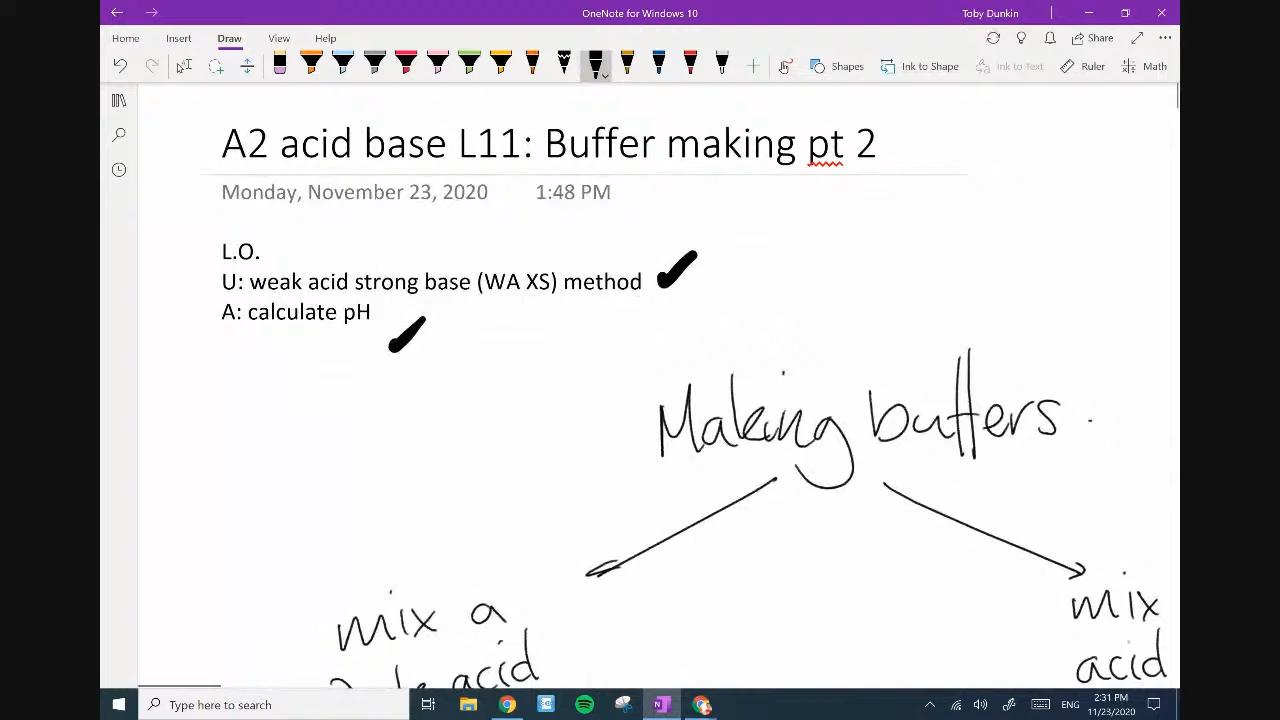 OneNote for Windows 10
Toby Dunkin
Home Insert Draw View Help
Share
Shapes Ink to Shape Ink to Text Ruler Math
A2 acid base L11: Buffer making pt 2
Monday, November 23, 2020 1:48 PM
L.O.
U: weak acid strong base (WA XS) method
A: calculate pH
Making buffers.
mix a
mix
acid
acid
Type here to search
ENG
2:31 PM
11/23/2020